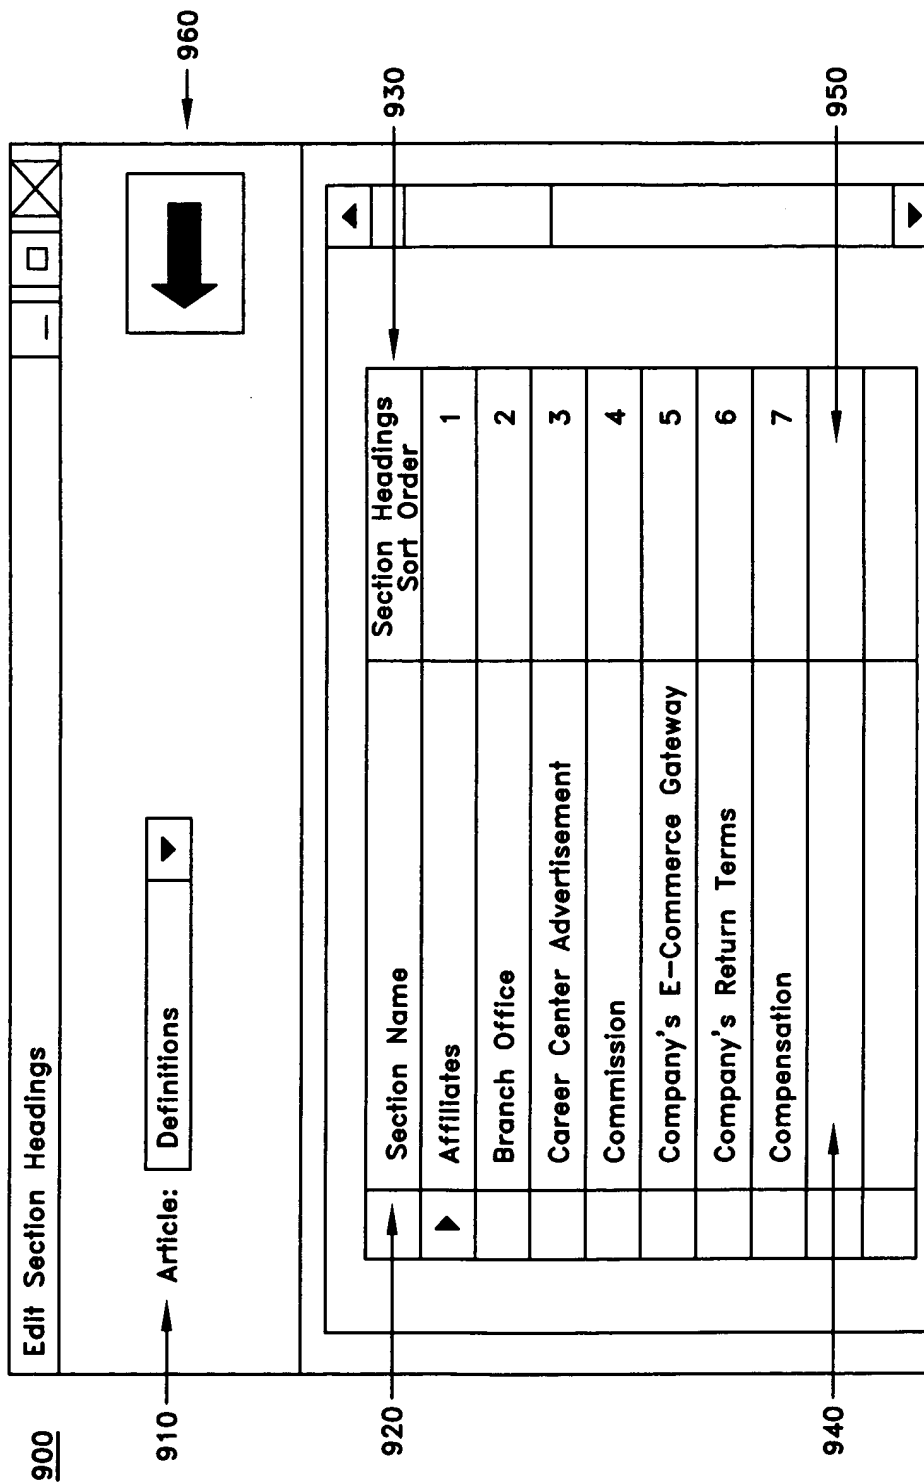 900
Edit Section Headings
910
Article:
Definitions
960
920
Section Name
Section Headings
Sort Order
930
Affiliates 1
Branch Office 2
Career Center Advertisement 3
Commission 4
Company's E-Commerce Gateway 5
Company's Return Terms 6
Compensation 7
940
950